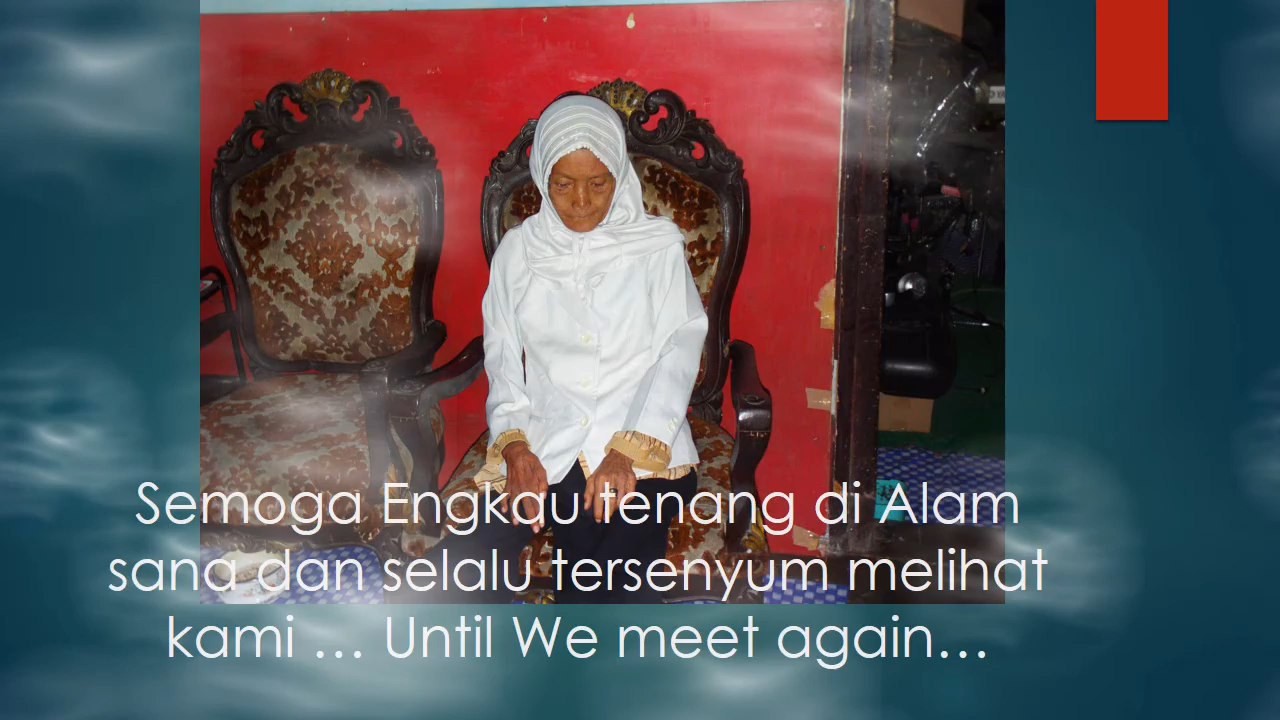 Semoga Engkau tenang di Alam
sana dan selalu tersenyum melihat
kami … Until We meet again…